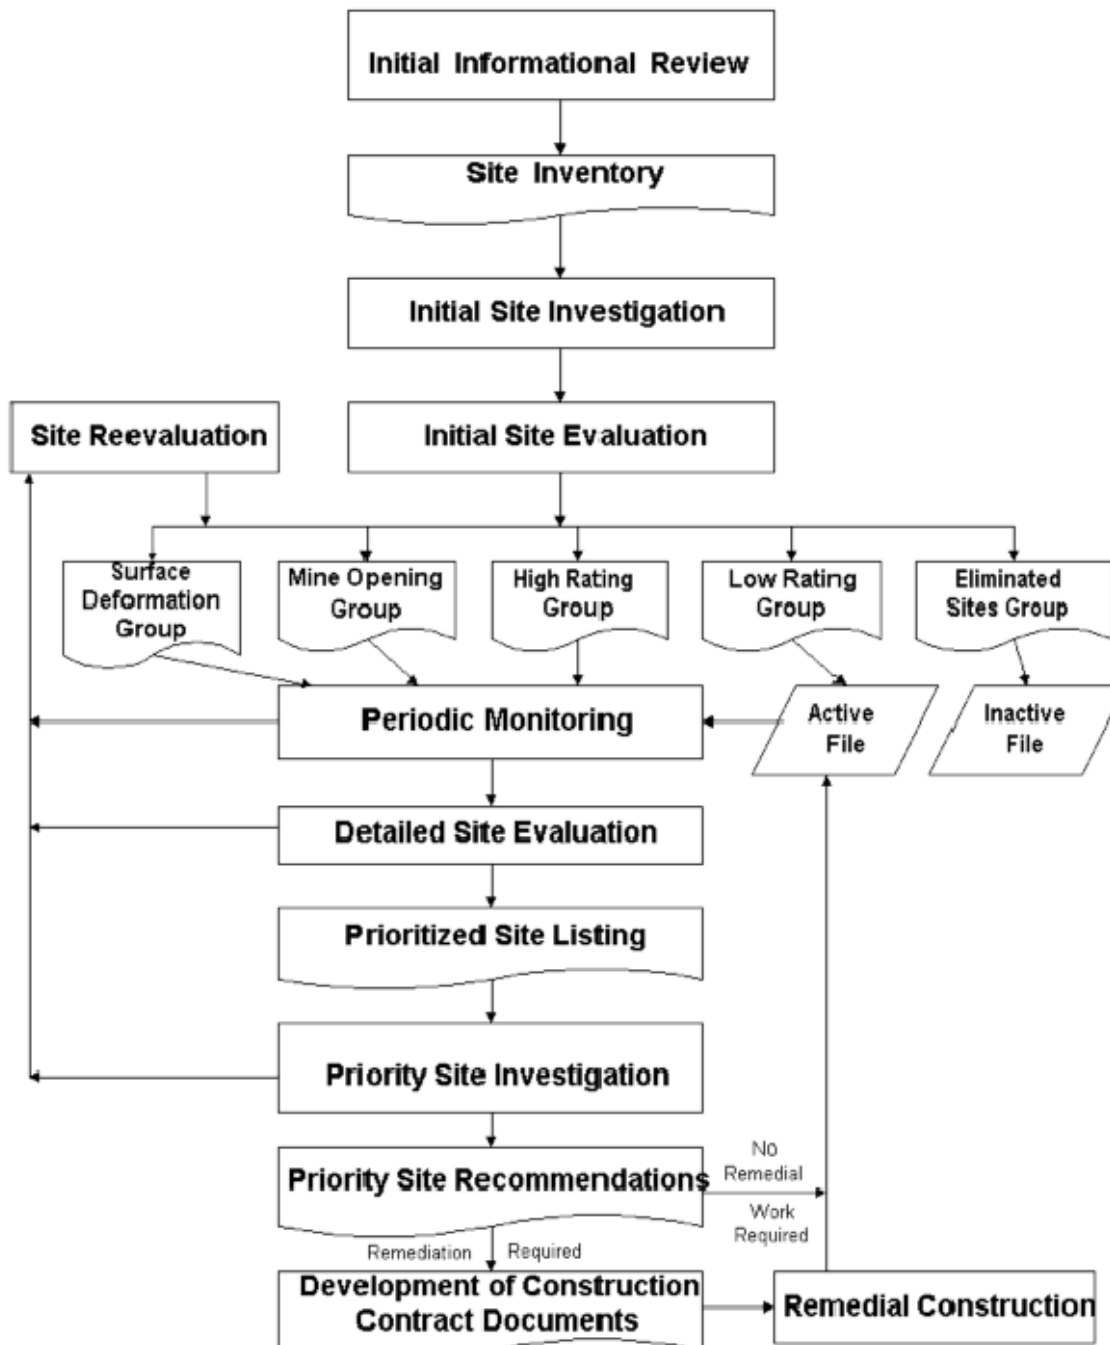 Initial Informational Review
Site Inventory
Initial Site Investigation
Site Reevaluation
Initial Site Evaluation
Surface
Deformation
Group
Mine Opening
Group
High Rating
Group
Low Rating
Group
Eliminated
Sites Group
Periodic Monitoring
Active
File
Inactive
File
Detailed Site Evaluation
Prioritized Site Listing
Priority Site Investigation
Priority Site Recommendations
No
Remedial
Work
Required
Remediation Required
Development of Construction
Contract Documents
Remedial Construction